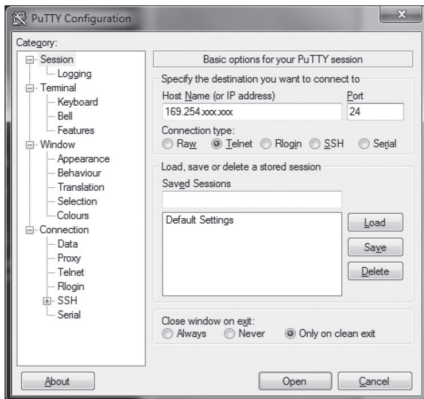 PuTTY Configuration
x
Category:
Session
Logging
Terminal
Keyboard
Bell
Features
Window
Appearance
Behaviour
Translation
Selection
Colours
Connection
Data
Proxy
Telnet
Rlogin
SSH
Serial
Basic options for your PuTTY session
Specify the destination you want to connect to
Host Name (or IP address)
Port
169.254.xxx.xxx
24
Connection type:
Raw Telnet Rlogin SSH Serial
Load, save or delete a stored session
Saved Sessions
Default Settings
Load
Save
Delete
Close window on exit:
Always Never Only on clean exit
About
Open
Cancel